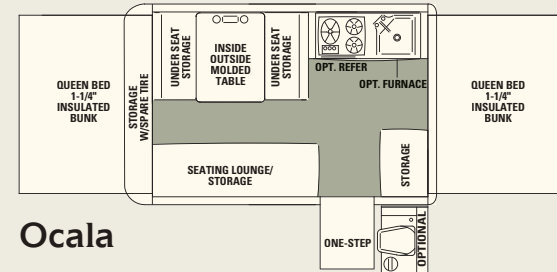 QUEEN BED
1-1/4"
INSULATED
BUNK
STORAGE
W/SPARE TIRE
UNDER SEAT
STORAGE
INSIDE
OUTSIDE
MOLDED
TABLE
UNDER SEAT
STORAGE
OPT. REFER
OPT. FURNACE
QUEEN BED
1-1/4"
INSULATED
BUNK
SEATING LOUNGE/
STORAGE
STORAGE
ONE-STEP
OPTIONAL
Ocala